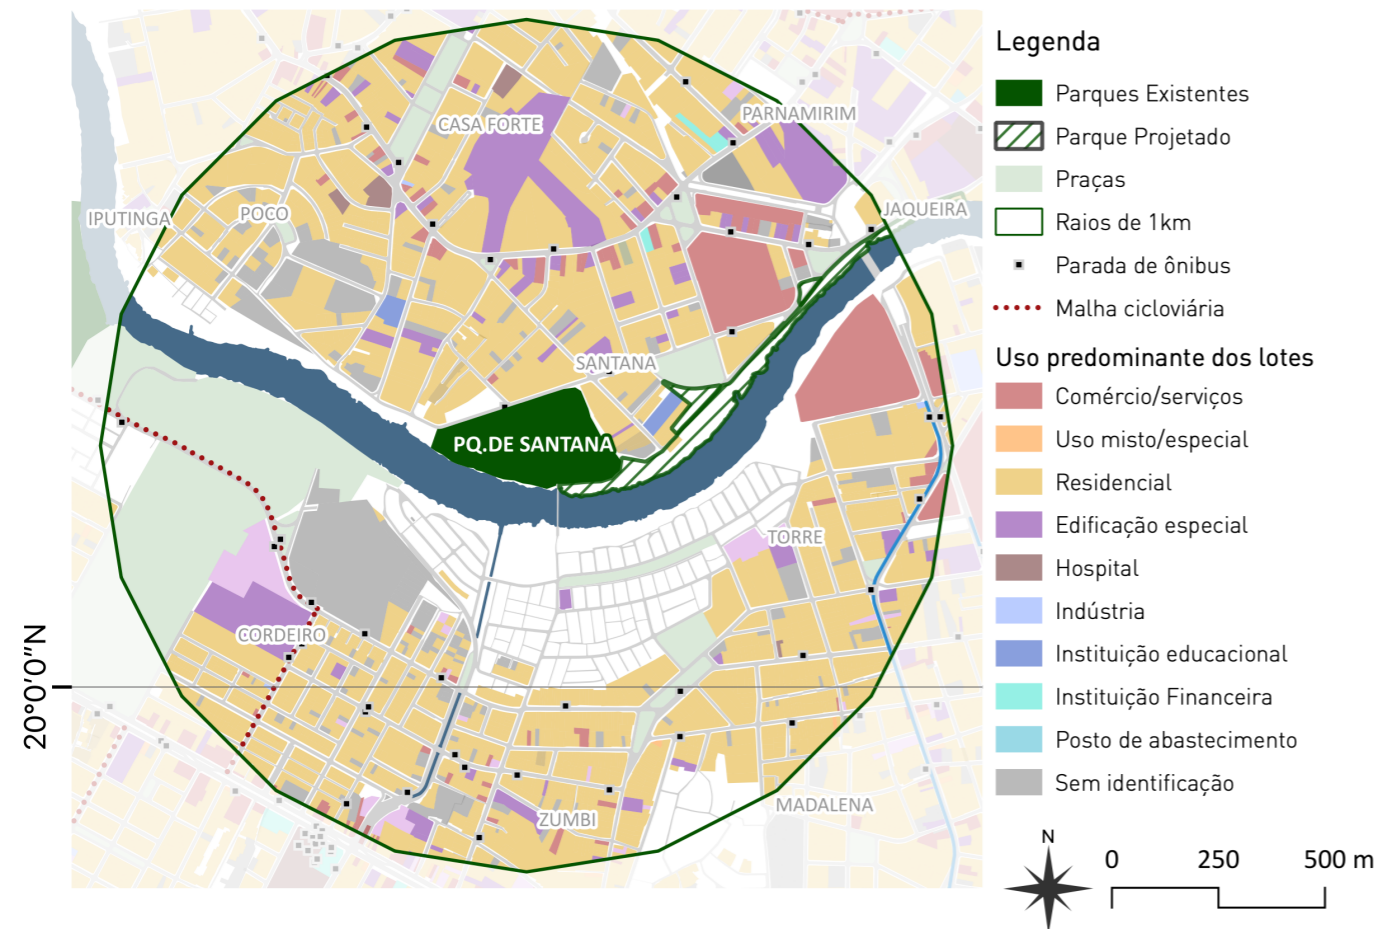 CASA FORTE
PARNAMIRIM
IPUTINGA
POCO
JAQUEIRA
SANTANA
PQ.DE SANTANA
TORRE
CORDEIRO
MADALENA
ZUMBI
20°0'0"N
Legenda
Parques Existentes
Parque Projetado
Praças
Raios de 1km
Parada de ônibus
Malha cicloviária
Uso predominante dos lotes
Comércio/serviços
Uso misto/especial
Residencial
Edificação especial
Hospital
Indústria
Instituição educacional
Instituição Financeira
Posto de abastecimento
Sem identificação
N
0 250 500 m